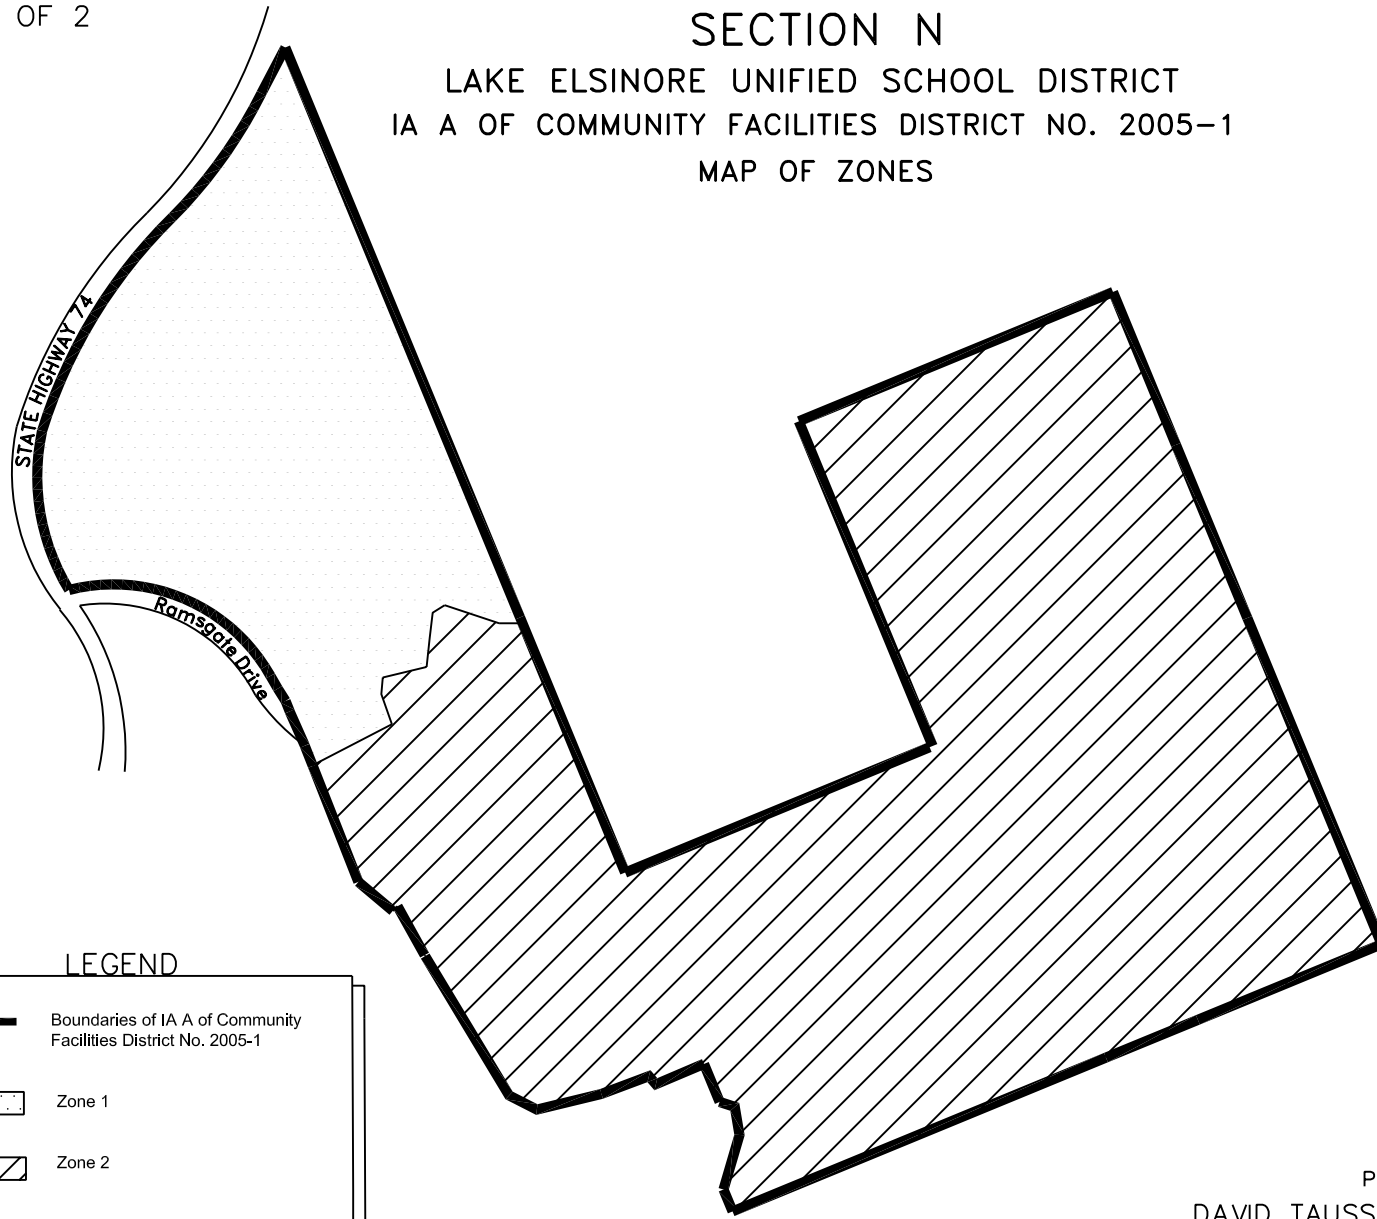 OF 2
SECTION N
LAKE ELSINORE UNIFIED SCHOOL DISTRICT
IA A OF COMMUNITY FACILITIES DISTRICT NO. 2005-1
MAP OF ZONES
STATE HIGHWAY 74
Ramsgate Drive
LEGEND
Boundaries of IA A of Community
Facilities District No. 2005-1
Zone 1
Zone 2
P
DAVID TAUSS